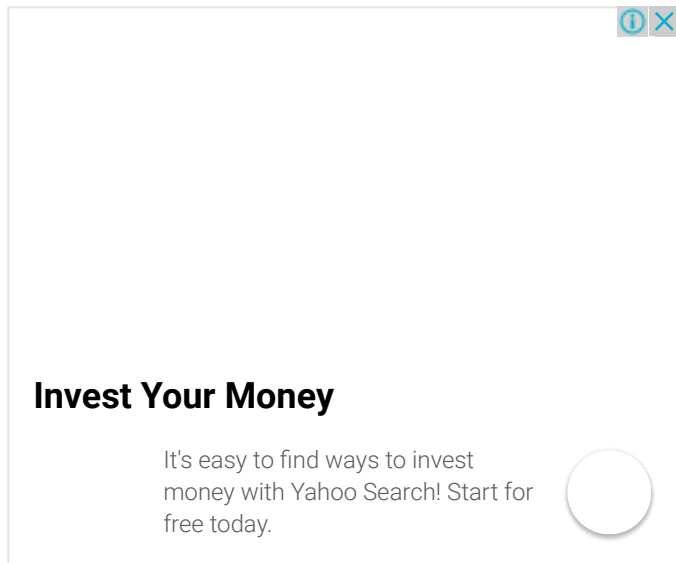 Invest Your Money
It's easy to find ways to invest
money with Yahoo Search! Start for
free today.